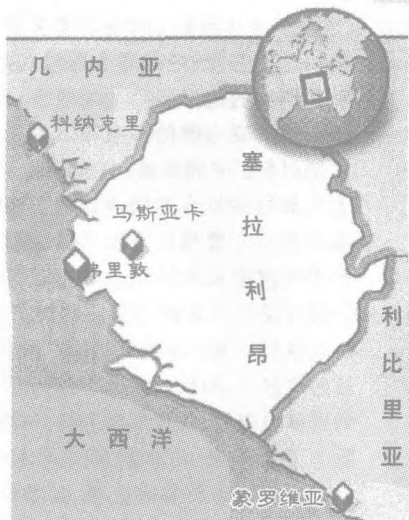 几内亚
科纳克里
塞拉利昂
马斯亚卡
弗里敦
利比里亚
大西洋
蒙罗维亚